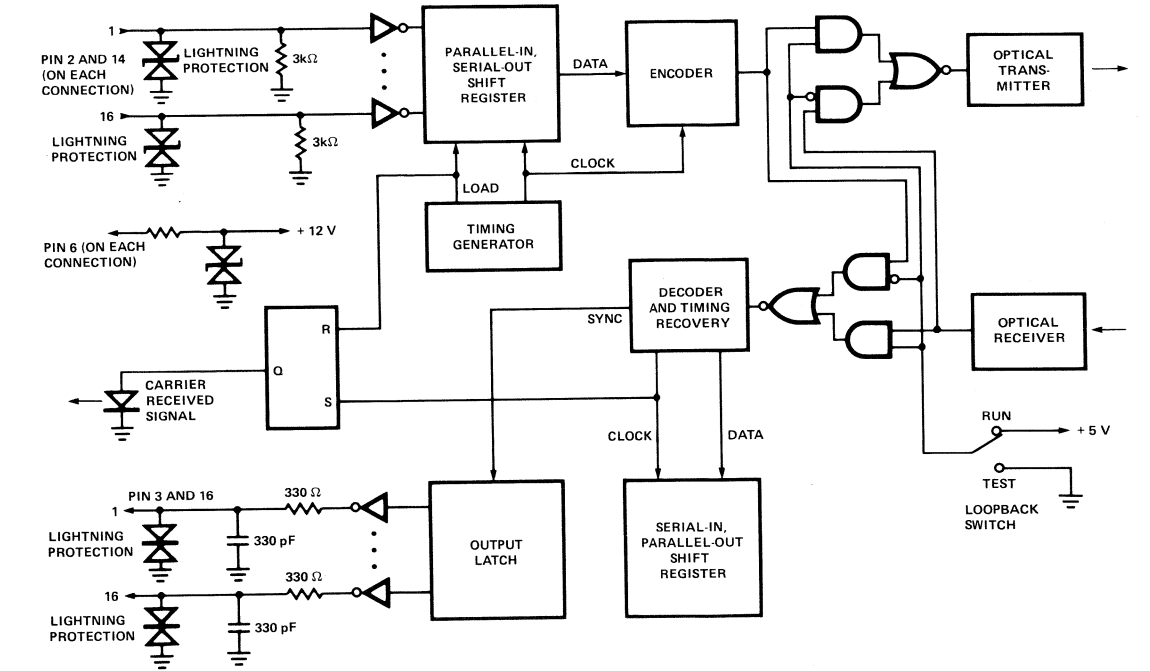 1
PIN 2 AND 14
(ON EACH
CONNECTION)
LIGHTNING
PROTECTION
3kΩ
16
LIGHTNING
PROTECTION
3kΩ
PARALLEL-IN,
SERIAL-OUT
SHIFT
REGISTER
DATA
ENCODER
OPTICAL
TRANS-
MITTER
CLOCK
LOAD
TIMING
GENERATOR
PIN 6 (ON EACH
CONNECTION)
+ 12 V
DECODER
AND TIMING
RECOVERY
SYNC
OPTICAL
RECEIVER
R
Q
S
CARRIER
RECEIVED
SIGNAL
CLOCK
DATA
RUN
+ 5 V
TEST
LOOPBACK
SWITCH
PIN 3 AND 16
1
330 Ω
LIGHTNING
PROTECTION
330 pF
16
330 Ω
LIGHTNING
PROTECTION
330 pF
OUTPUT
LATCH
SERIAL-IN,
PARALLEL-OUT
SHIFT
REGISTER